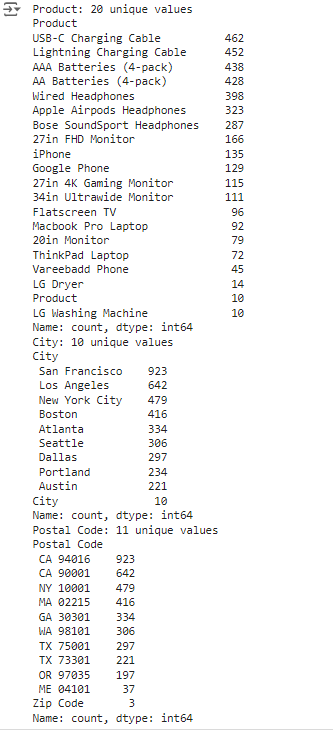 Product: 20 unique values
Product
USB-C Charging Cable 462
Lightning Charging Cable 452
AAA Batteries (4-pack) 438
AA Batteries (4-pack) 428
Wired Headphones 398
Apple Airpods Headphones 323
Bose SoundSport Headphones 287
27in FHD Monitor 166
iPhone 135
Google Phone 129
27in 4K Gaming Monitor 115
34in Ultrawide Monitor 111
Flatscreen TV 96
Macbook Pro Laptop 92
20in Monitor 79
ThinkPad Laptop 72
Vareebadd Phone 45
LG Dryer 14
Product 10
LG Washing Machine 10
Name: count, dtype: int64
City: 10 unique values
City
San Francisco 923
Los Angeles 642
New York City 479
Boston 416
Atlanta 334
Seattle 306
Dallas 297
Portland 234
Austin 221
City 10
Name: count, dtype: int64
Postal Code: 11 unique values
Postal Code
CA 94016 923
CA 90001 642
NY 10001 479
MA 02215 416
GA 30301 334
WA 98101 306
TX 75001 297
TX 73301 221
OR 97035 197
ME 04101 37
Zip Code 3
Name: count, dtype: int64